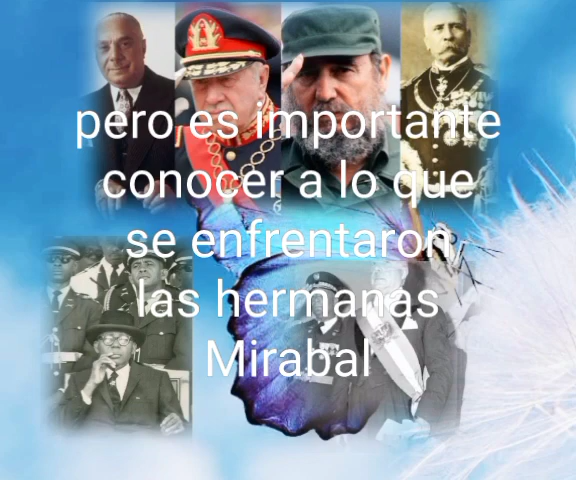 pero es importante
conocer a lo que
se enfrentaron
las hermanas
Mirabal